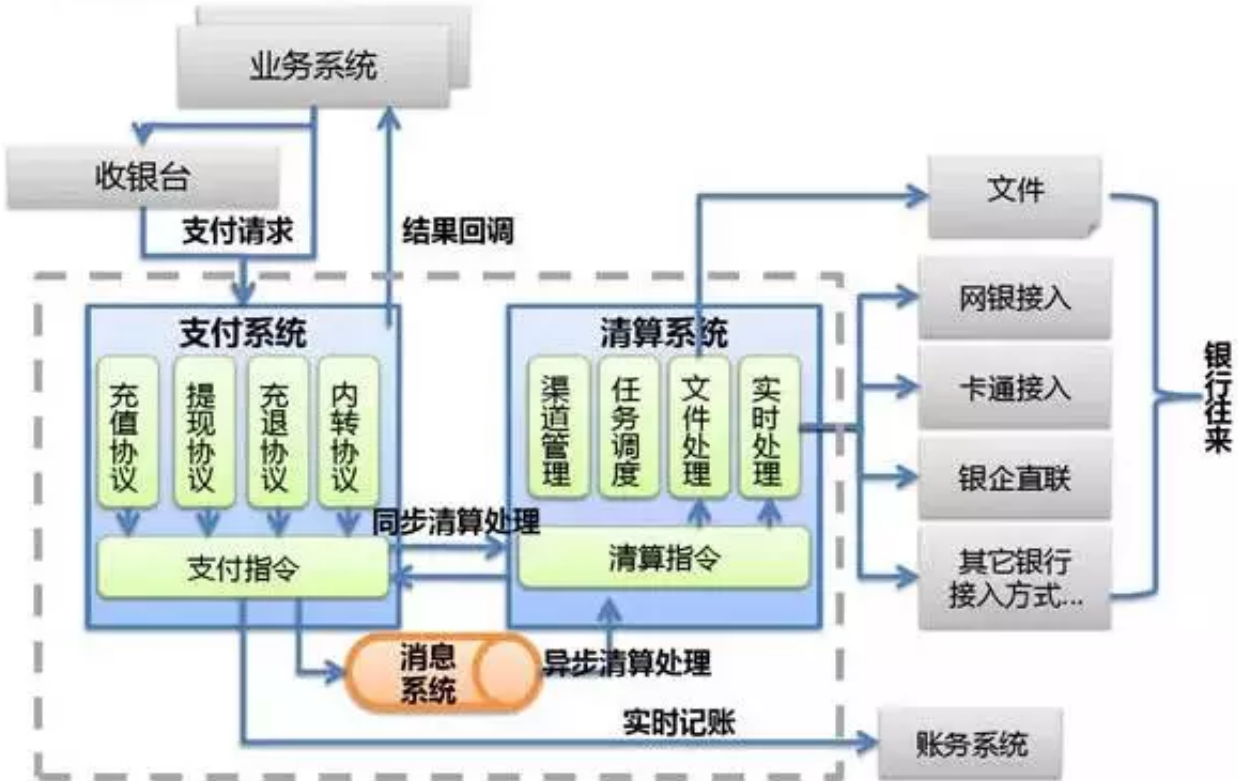 业务系统
收银台
支付请求
结果回调
支付系统
充值协议
提现协议
充退协议
内转协议
支付指令
同步清算处理
清算系统
渠道管理
任务调度
文件处理
实时处理
清算指令
消息
系统
异步清算处理
实时记账
账务系统
文件
网银接入
卡通接入
银企直联
其它银行
接入方式...
银行往来